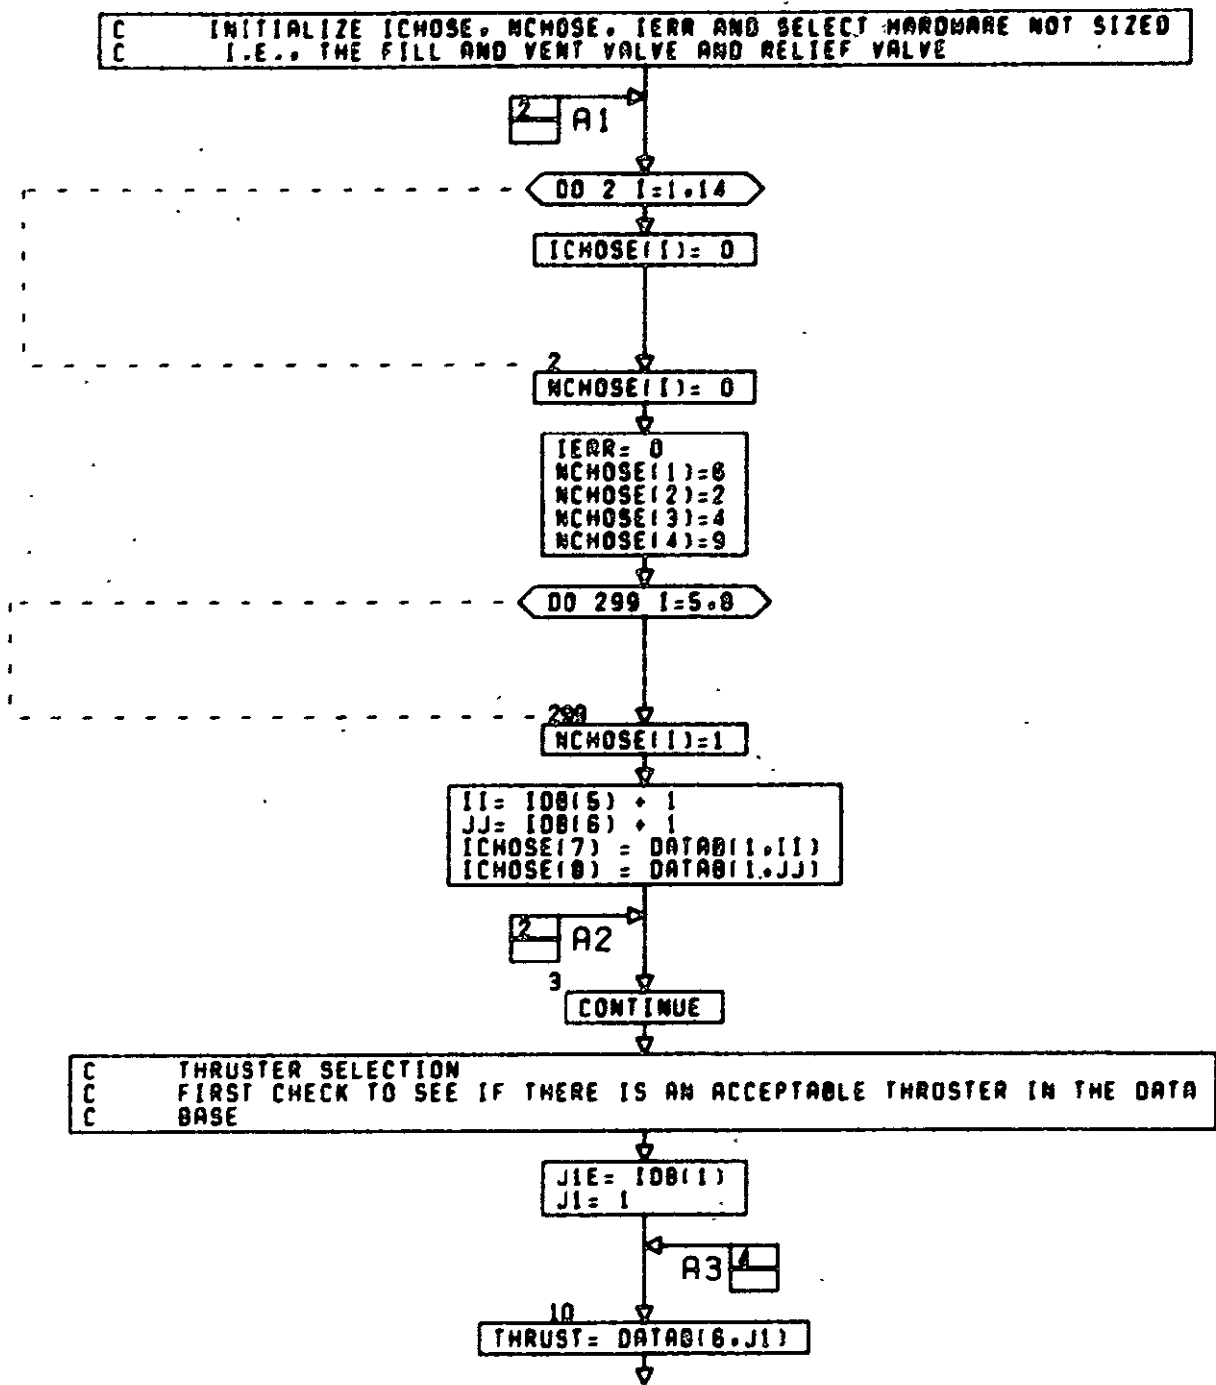 C INITIALIZE ICHOSE, NCHOSE, IERR AND SELECT HARDWARE NOT SIZED
C I.E., THE FILL AND VENT VALVE AND RELIEF VALVE
2
A1
DO 2 I=1,14
ICHOSE(I)= 0
2
NCHOSE(I)= 0
IERR= 0
NCHOSE(1)=6
NCHOSE(2)=2
NCHOSE(3)=4
NCHOSE(4)=9
DO 299 I=5,8
299
NCHOSE(I)=1
II= IDB(5) + 1
JJ= IDB(6) + 1
ICHOSE(7) = DATAB(1,II)
ICHOSE(8) = DATAB(1,JJ)
2
A2
3
CONTINUE
C THRUSTER SELECTION
C FIRST CHECK TO SEE IF THERE IS AN ACCEPTABLE THRUSTER IN THE DATA
C BASE
J1E= IDB(1)
J1= 1
A3
4
10
THRUST= DATAB(6,J1)